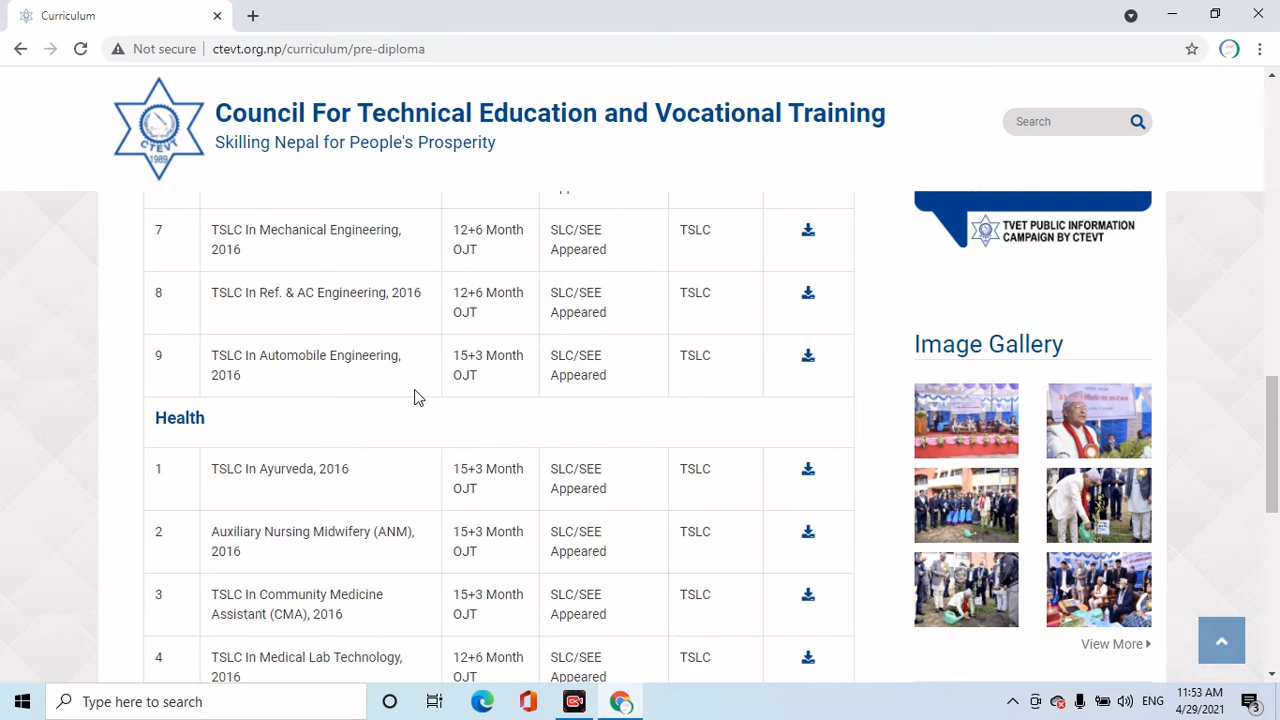 Curriculum
Not secure ctevt.org.np/curriculum/pre-diploma
CTEVT
1989
Council For Technical Education and Vocational Training
Skilling Nepal for People's Prosperity
Search
7 TSLC In Mechanical Engineering, 2016 12+6 Month OJT SLC/SEE Appeared TSLC
8 TSLC In Ref. & AC Engineering, 2016 12+6 Month OJT SLC/SEE Appeared TSLC
9 TSLC In Automobile Engineering, 2016 15+3 Month OJT SLC/SEE Appeared TSLC
Health
1 TSLC In Ayurveda, 2016 15+3 Month OJT SLC/SEE Appeared TSLC
2 Auxiliary Nursing Midwifery (ANM), 2016 15+3 Month OJT SLC/SEE Appeared TSLC
3 TSLC In Community Medicine Assistant (CMA), 2016 15+3 Month OJT SLC/SEE Appeared TSLC
4 TSLC In Medical Lab Technology, 2016 12+6 Month OJT SLC/SEE Appeared TSLC
TVET PUBLIC INFORMATION
CAMPAIGN BY CTEVT
Image Gallery
View More
Type here to search
ENG
11:53 AM
4/29/2021
3